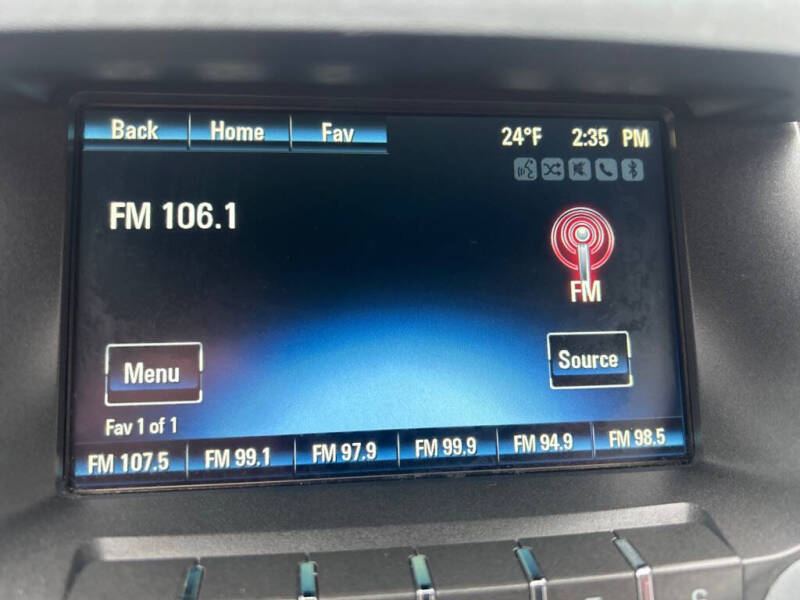 Back Home Fav 24°F 2:35 PM
FM 106.1
FM
Menu Source
Fav 1 of 1
FM 107.5 FM 99.1 FM 97.9 FM 99.9 FM 94.9 FM 98.5